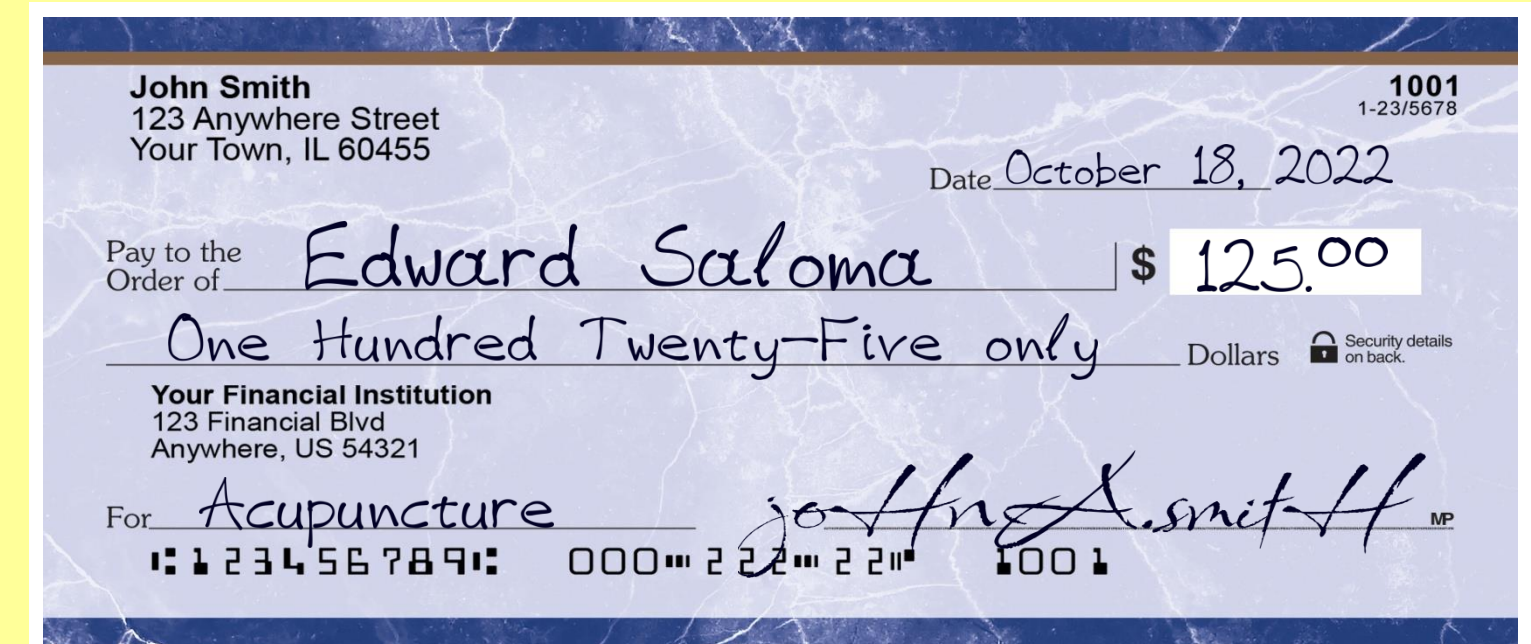 John Smith 1001
123 Anywhere Street 1-23/5678
Your Town, IL 60455
Date October 18, 2022
Pay to the
Order of Edward Saloma $ 125.00
One Hundred Twenty-Five only Dollars Security details
on back.
Your Financial Institution
123 Financial Blvd
Anywhere, US 54321
For Acupuncture joHn A.smitH MP
⑆123456789⑆ 000⑉222⑉22⑈ 1001